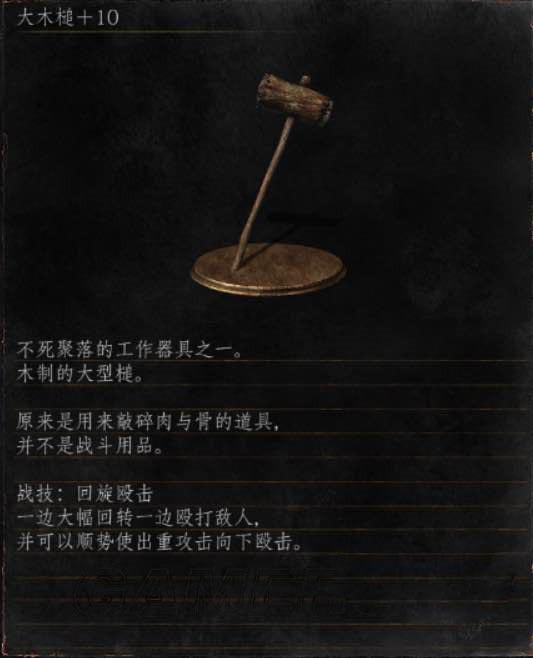 大木槌+10
不死聚落的工作器具之一。
木制的大型槌。
原来是用来敲碎肉与骨的道具，
并不是战斗用品。
战技：回旋殴击
一边大幅回转一边殴打敌人，
并可以顺势使出重攻击向下殴击。